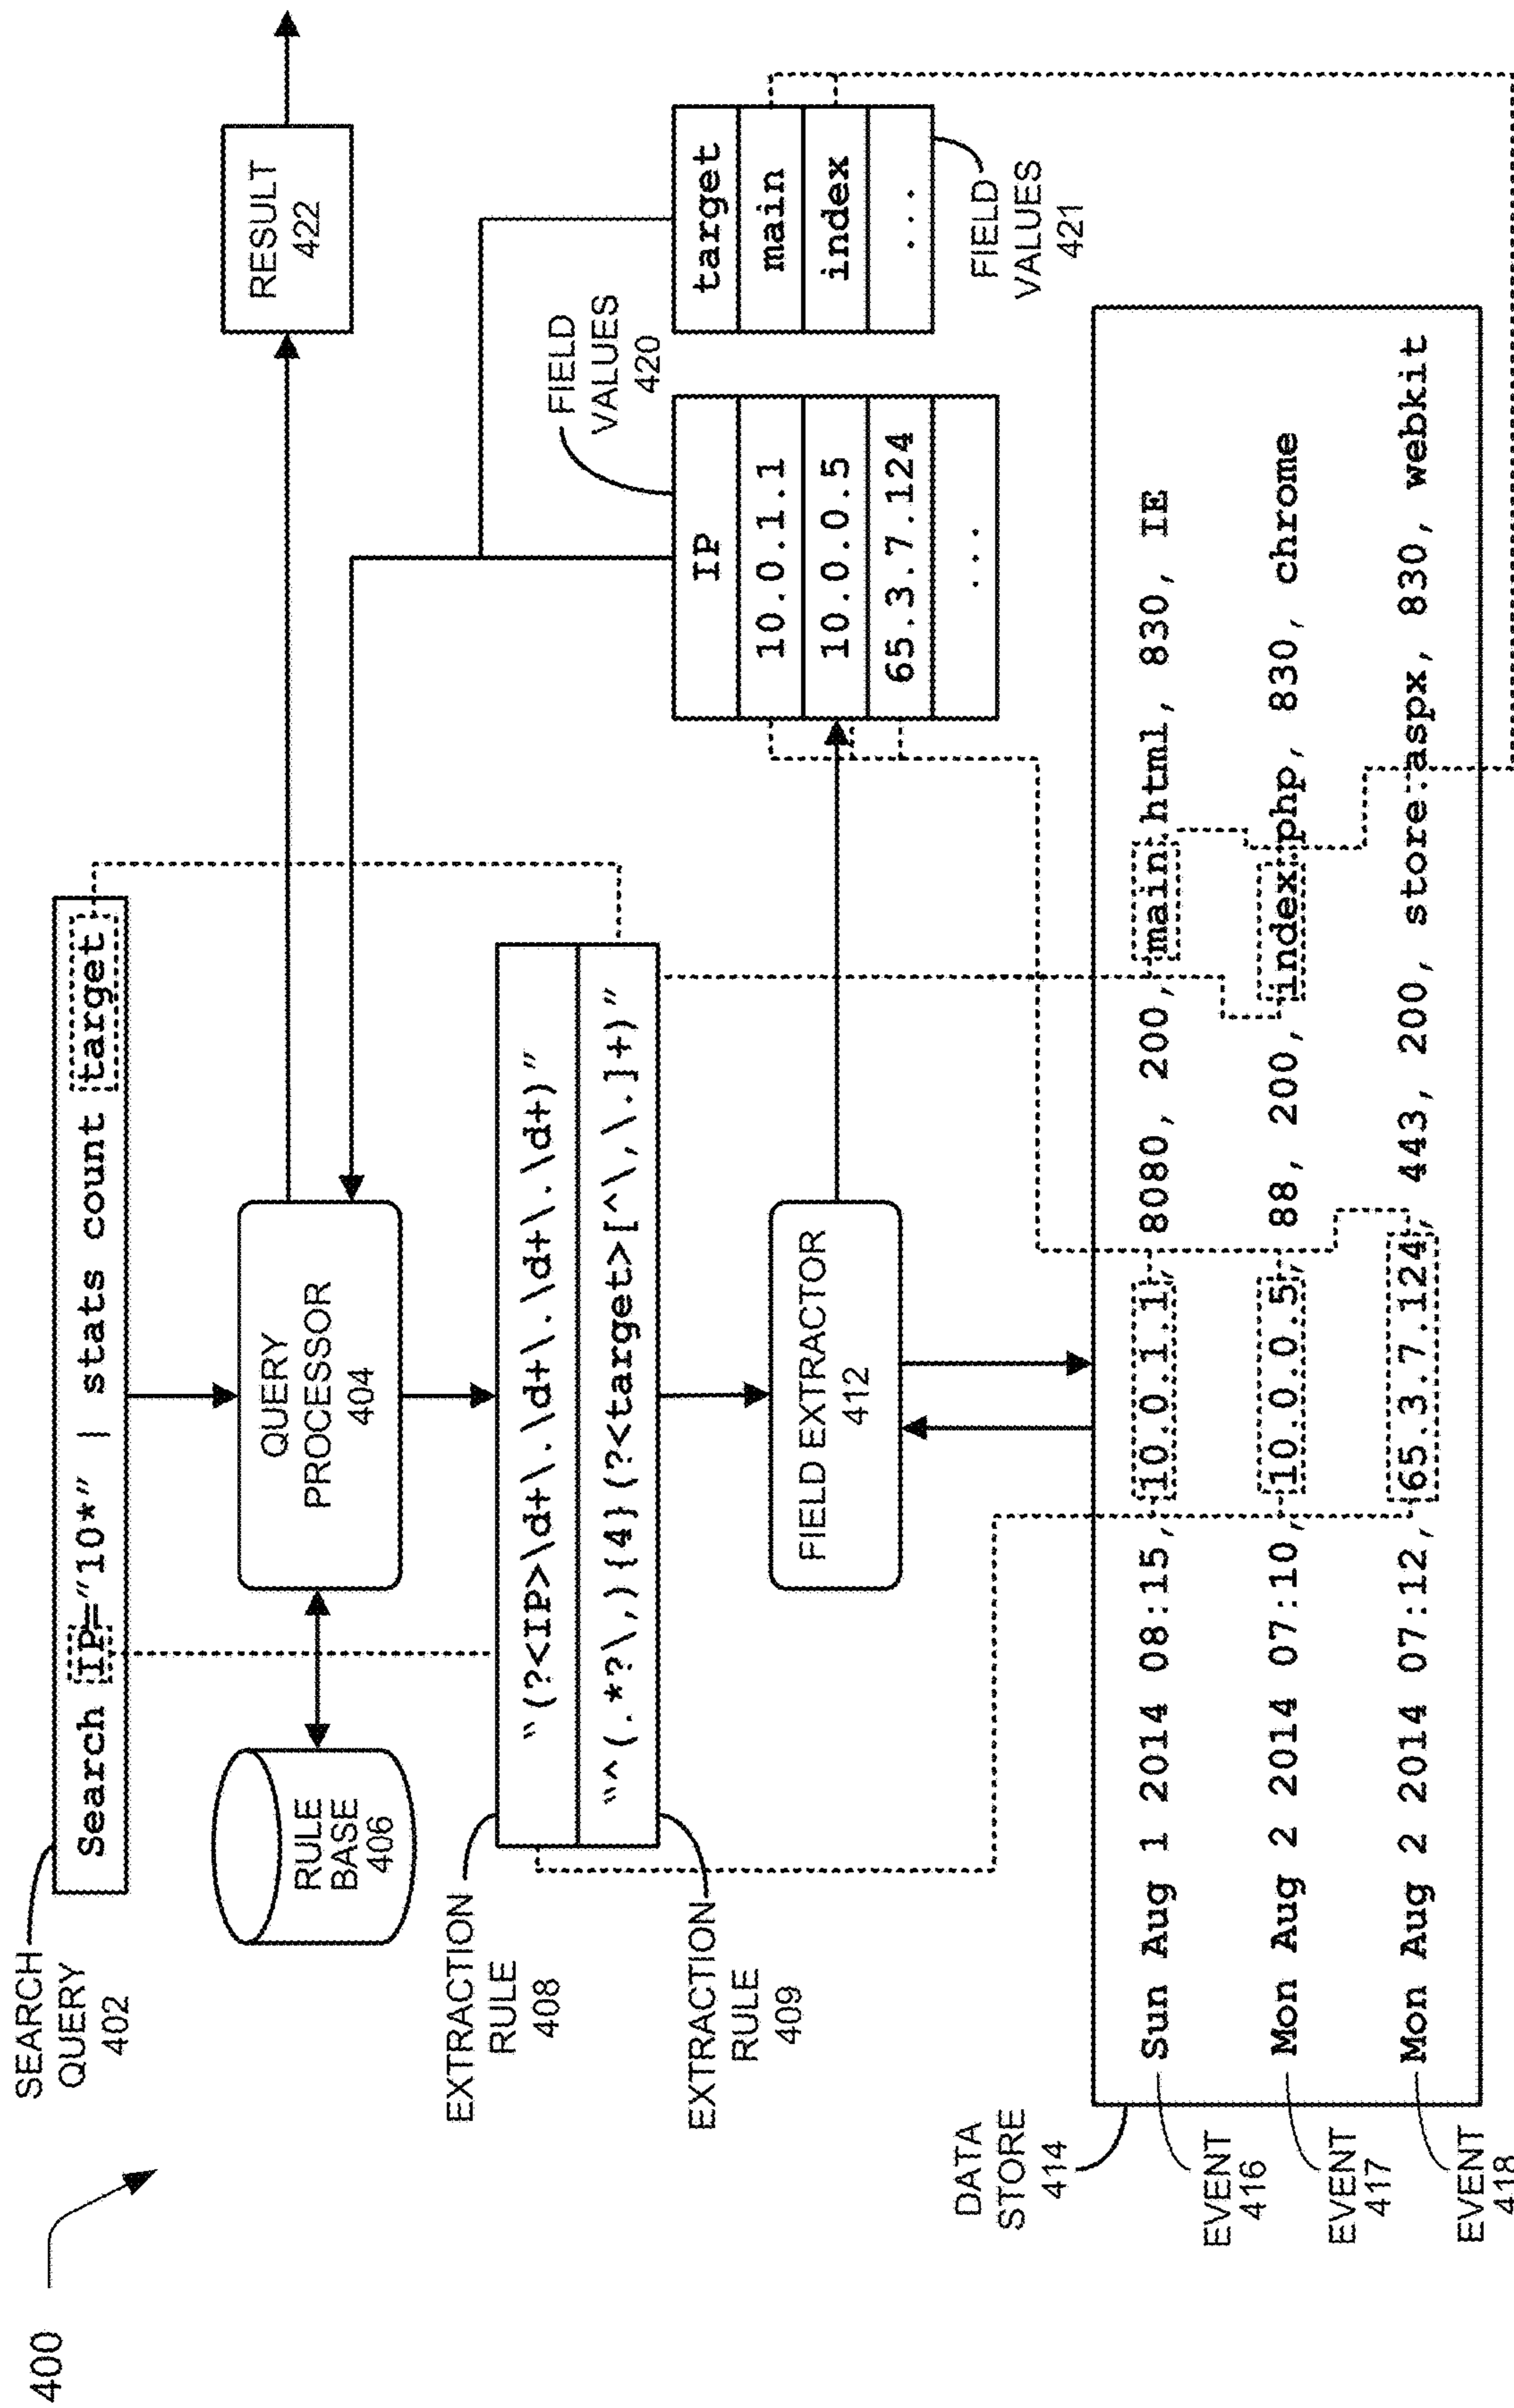 400
SEARCH
QUERY
402
Search IP="10*" | stats count target
RULE
BASE
406
QUERY
PROCESSOR
404
RESULT
422
EXTRACTION
RULE
408
"(?<IP>\d+\.\d+\.\d+\.\d+)"
EXTRACTION
RULE
409
"^(.*?\,){4}(?<target>[^\,\.]+)"
FIELD EXTRACTOR
412
FIELD
VALUES
420
IP
10.0.1.1
10.0.0.5
65.3.7.124
...
target
main
index
...
FIELD
VALUES
421
DATA
STORE
414
EVENT
416
Sun Aug 1 2014 08:15, 10.0.1.1, 8080, 200, main.html, 830, IE
EVENT
417
Mon Aug 2 2014 07:10, 10.0.0.5, 88, 200, index.php, 830, chrome
EVENT
418
Mon Aug 2 2014 07:12, 65.3.7.124, 443, 200, store.aspx, 830, webkit